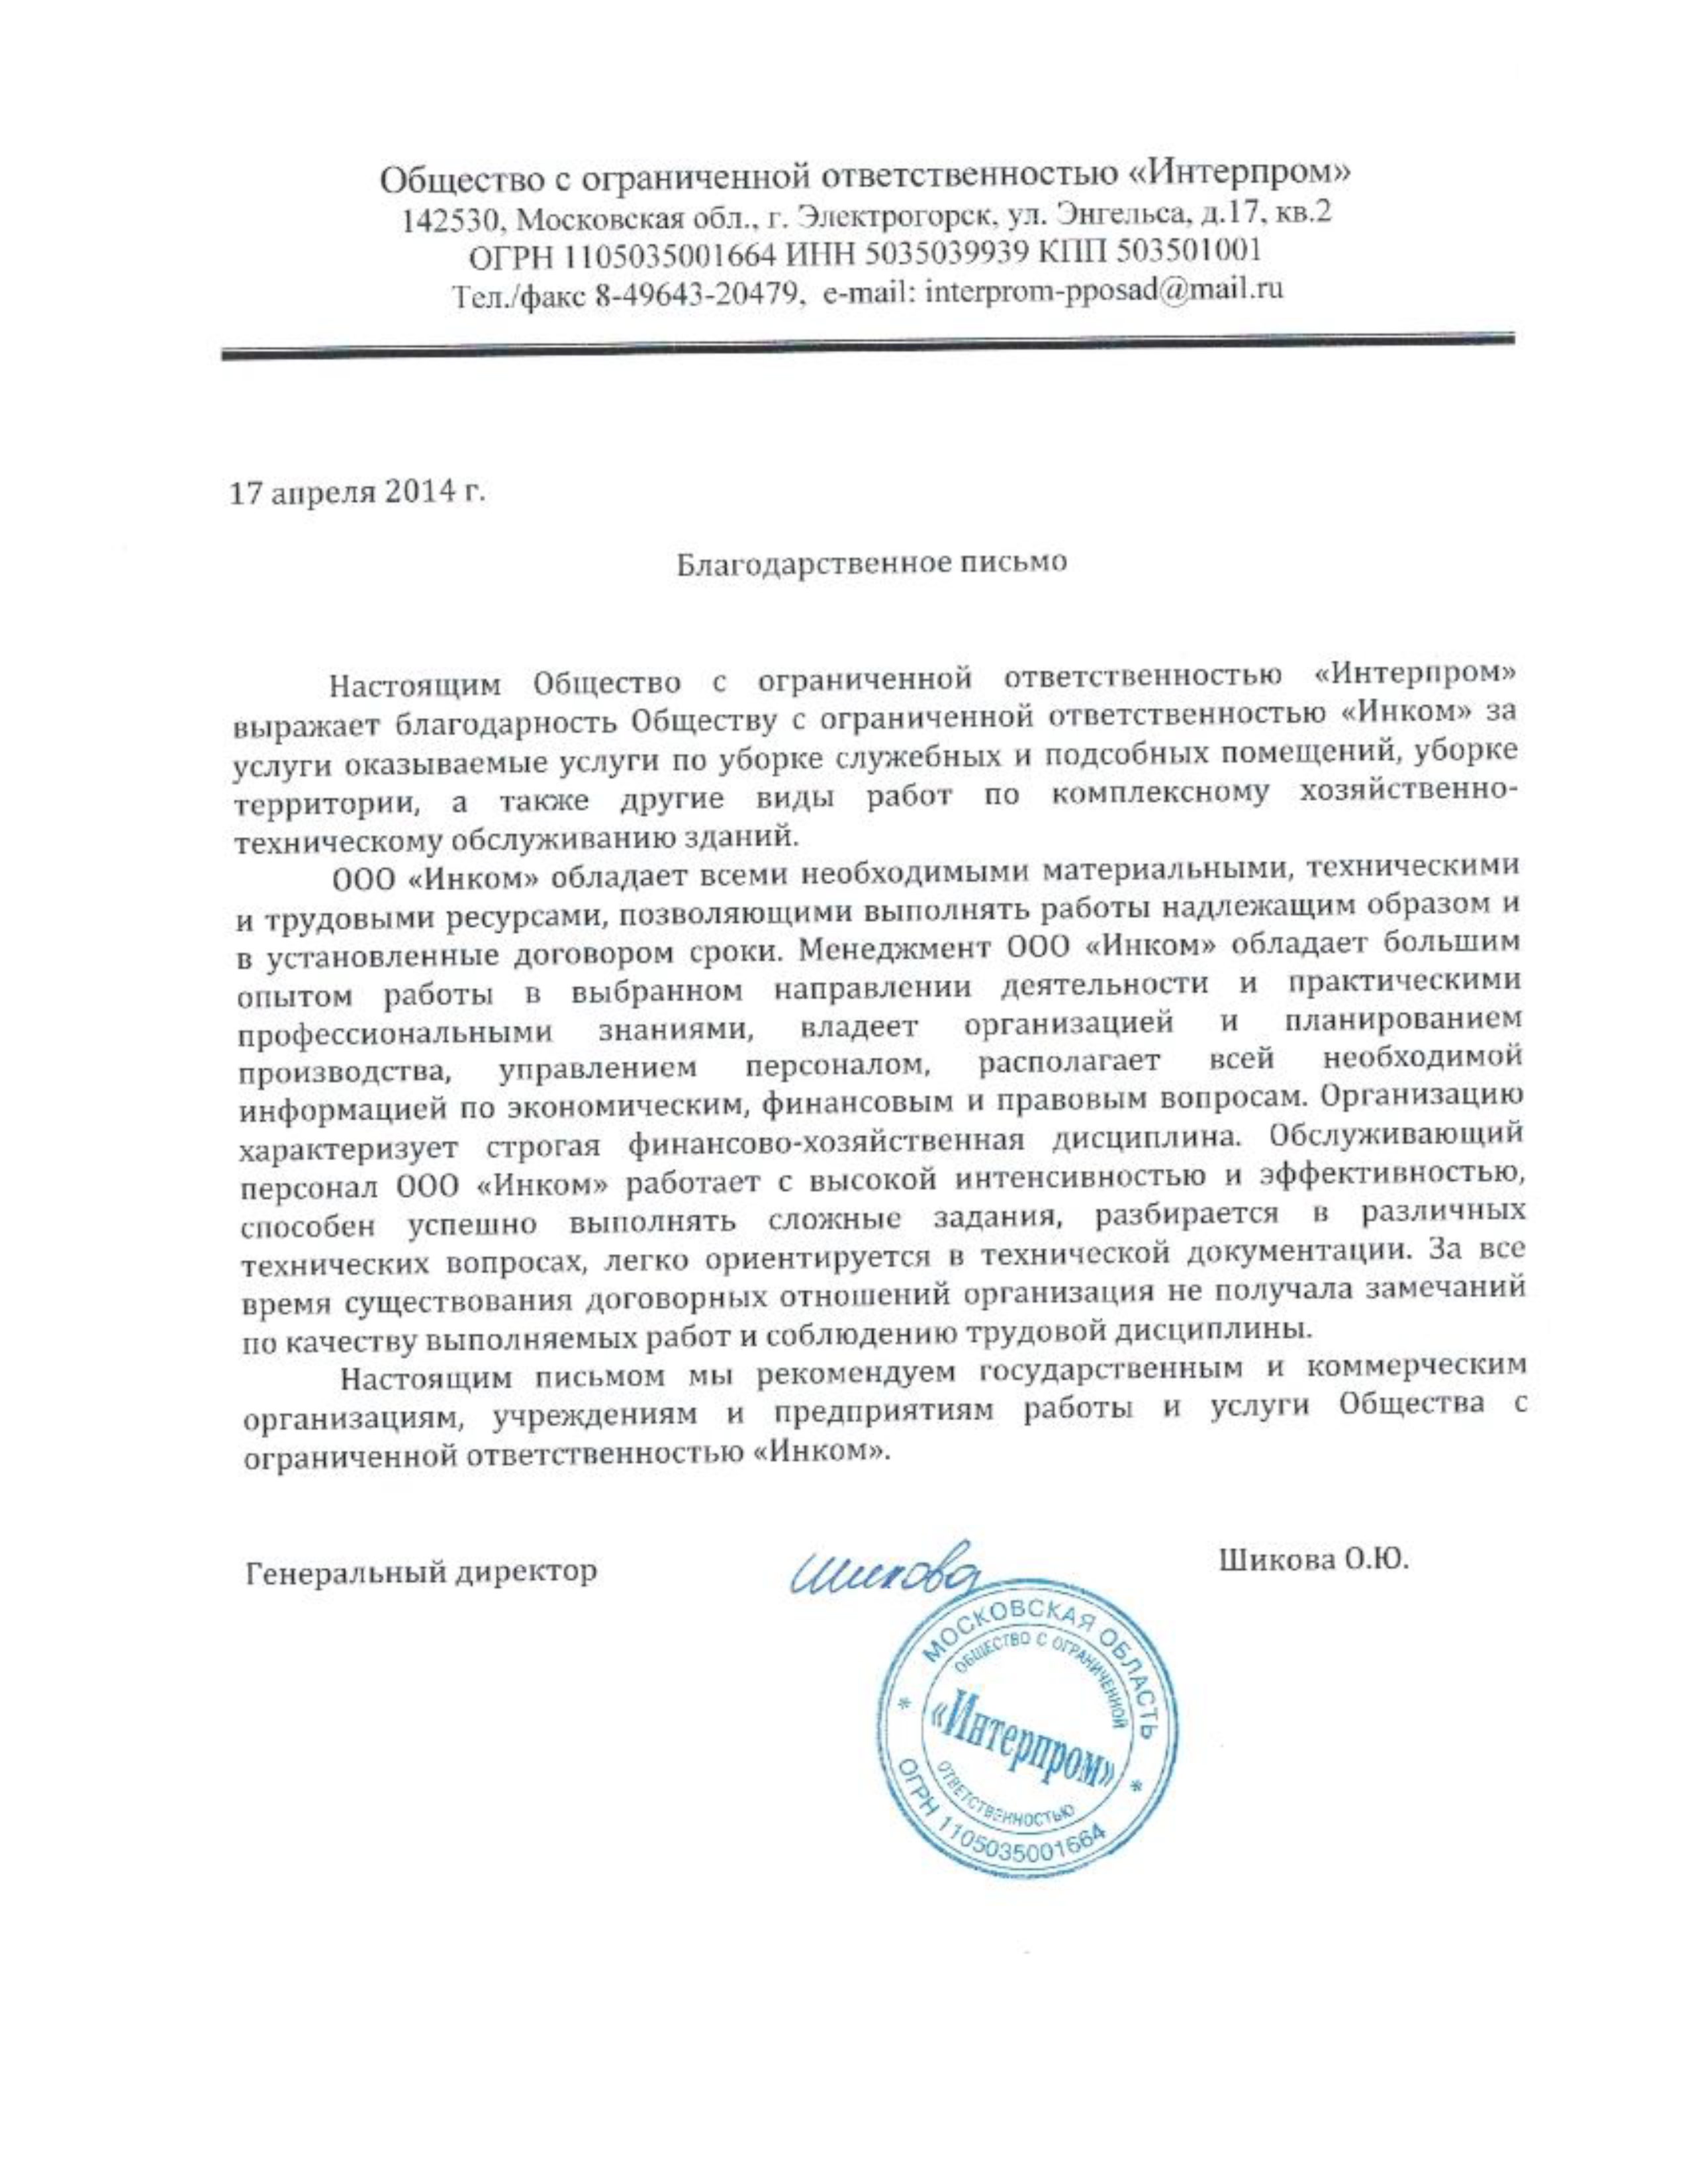 Общество с ограниченной ответственностью «Интерпром»
142530, Московская обл., г. Электрогорск, ул. Энгельса, д.17, кв.2
ОГРН 1105035001664 ИНН 5035039939 КПП 503501001
Тел./факс 8-49643-20479, e-mail: interprom-pposad@mail.ru
17 апреля 2014 г.
Благодарственное письмо
Настоящим Общество с ограниченной ответственностью «Интерпром»
выражает благодарность Обществу с ограниченной ответственностью «Инком» за
услуги оказываемые услуги по уборке служебных и подсобных помещений, уборке
территории, а также другие виды работ по комплексному хозяйственно-
техническому обслуживанию зданий.
ООО «Инком» обладает всеми необходимыми материальными, техническими
и трудовыми ресурсами, позволяющими выполнять работы надлежащим образом и
в установленные договором сроки. Менеджмент ООО «Инком» обладает большим
опытом работы в выбранном направлении деятельности и практическими
профессиональными знаниями, владеет организацией и планированием
производства, управлением персоналом, располагает всей необходимой
информацией по экономическим, финансовым и правовым вопросам. Организацию
характеризует строгая финансово-хозяйственная дисциплина. Обслуживающий
персонал ООО «Инком» работает с высокой интенсивностью и эффективностью,
способен успешно выполнять сложные задания, разбирается в различных
технических вопросах, легко ориентируется в технической документации. За все
время существования договорных отношений организация не получала замечаний
по качеству выполняемых работ и соблюдению трудовой дисциплины.
Настоящим письмом мы рекомендуем государственным и коммерческим
организациям, учреждениям и предприятиям работы и услуги Общества с
ограниченной ответственностью «Инком».
Генеральный директор Шикова Шикова О.Ю.
МОСКОВСКАЯ ОБЛАСТЬ
ОБЩЕСТВО С ОГРАНИЧЕННОЙ
«Интерпром»
ОТВЕТСТВЕННОСТЬЮ
ОГРН 1105035001664